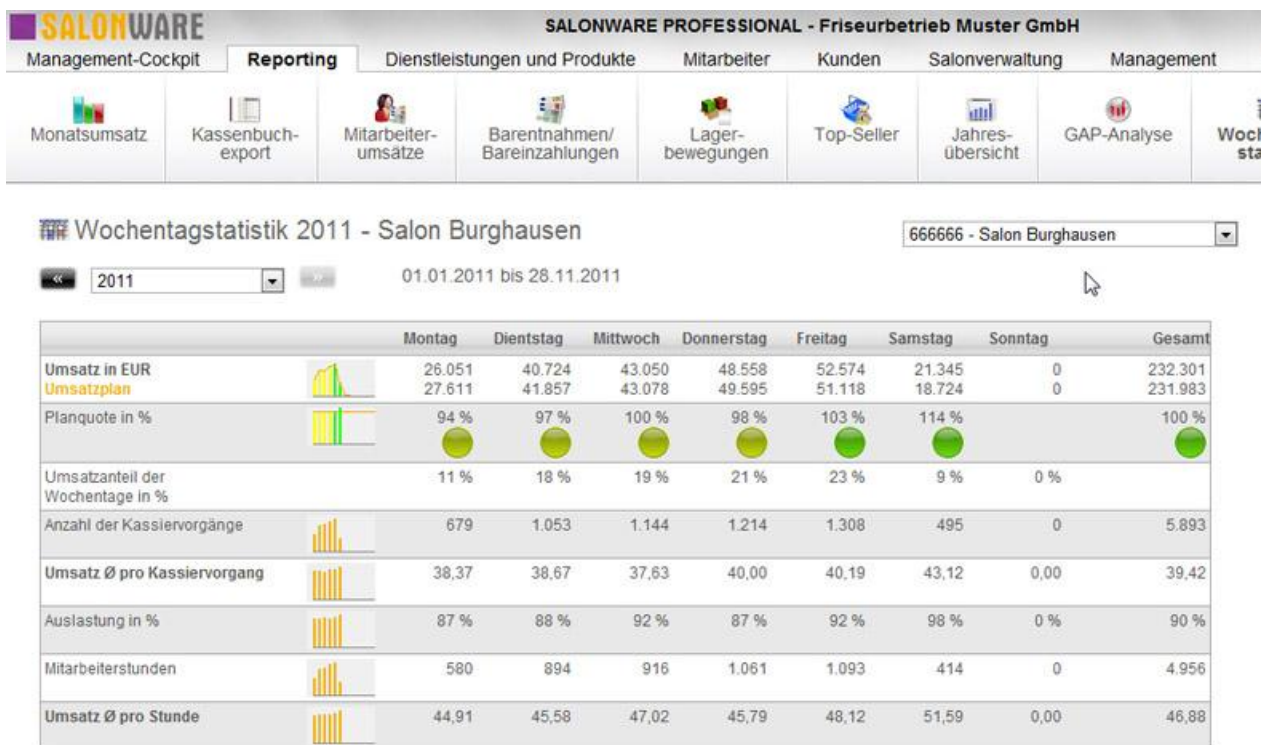 SALONWARE
SALONWARE PROFESSIONAL - Friseurbetrieb Muster GmbH
Management-Cockpit Reporting Dienstleistungen und Produkte Mitarbeiter Kunden Salonverwaltung Management
Monatsumsatz Kassenbuch- Mitarbeiter- Barentnahmen/ Lager- Top-Seller Jahres- GAP-Analyse
export umsätze Bareinzahlungen bewegungen übersicht
Wochentagstatistik 2011 - Salon Burghausen 666666 - Salon Burghausen
« 2011 » 01.01.2011 bis 28.11.2011
Montag Dientstag Mittwoch Donnerstag Freitag Samstag Sonntag Gesamt
Umsatz in EUR 26.051 40.724 43.050 48.558 52.574 21.345 0 232.301
Umsatzplan 27.611 41.857 43.078 49.595 51.118 18.724 0 231.983
Planquote in % 94 % 97 % 100 % 98 % 103 % 114 % 100 %
Umsatzanteil der 11 % 18 % 19 % 21 % 23 % 9 % 0 %
Wochentage in %
Anzahl der Kassiervorgänge 679 1.053 1.144 1.214 1.308 495 0 5.893
Umsatz Ø pro Kassiervorgang 38,37 38,67 37,63 40,00 40,19 43,12 0,00 39,42
Auslastung in % 87 % 88 % 92 % 87 % 92 % 98 % 0 % 90 %
Mitarbeiterstunden 580 894 916 1.061 1.093 414 0 4.956
Umsatz Ø pro Stunde 44,91 45,58 47,02 45,79 48,12 51,59 0,00 46,88